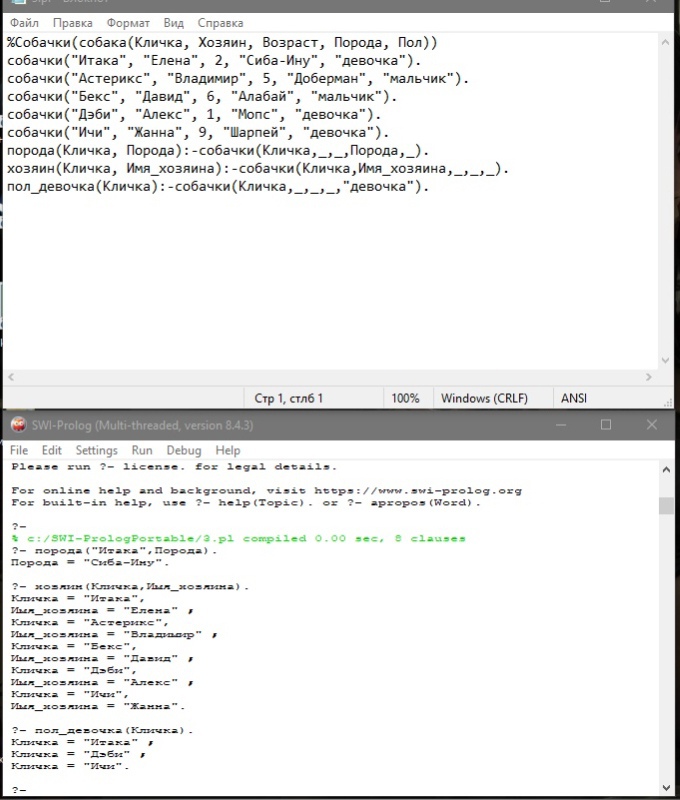 Файл Правка Формат Вид Справка
%Собачки(собака(Кличка, Хозяин, Возраст, Порода, Пол))
собачки("Итака", "Елена", 2, "Сиба-Ину", "девочка").
собачки("Астерикс", "Владимир", 5, "Доберман", "мальчик").
собачки("Бекс", "Давид", 6, "Алабай", "мальчик").
собачки("Дэби", "Алекс", 1, "Мопс", "девочка").
собачки("Ичи", "Жанна", 9, "Шарпей", "девочка").
порода(Кличка, Порода):-собачки(Кличка,_,_,Порода,_).
хозяин(Кличка, Имя_хозяина):-собачки(Кличка,Имя_хозяина,_,_,_).
пол_девочка(Кличка):-собачки(Кличка,_,_,_,"девочка").
Стр 1, стлб 1 100% Windows (CRLF) ANSI
SWI-Prolog (Multi-threaded, version 8.4.3)
File Edit Settings Run Debug Help
Please run ?- license. for legal details.
For online help and background, visit https://www.swi-prolog.org
For built-in help, use ?- help(Topic). or ?- apropos(Word).
?-
% c:/SWI-PrologPortable/3.pl compiled 0.00 sec, 8 clauses
?- порода("Итака",Порода).
Порода = "Сиба-Ину".
?- хозяин(Кличка,Имя_хозяина).
Кличка = "Итака",
Имя_хозяина = "Елена" ;
Кличка = "Астерикс",
Имя_хозяина = "Владимир" ;
Кличка = "Бекс",
Имя_хозяина = "Давид" ;
Кличка = "Дэби",
Имя_хозяина = "Алекс" ;
Кличка = "Ичи",
Имя_хозяина = "Жанна".
?- пол_девочка(Кличка).
Кличка = "Итака" ;
Кличка = "Дэби" ;
Кличка = "Ичи".
?-